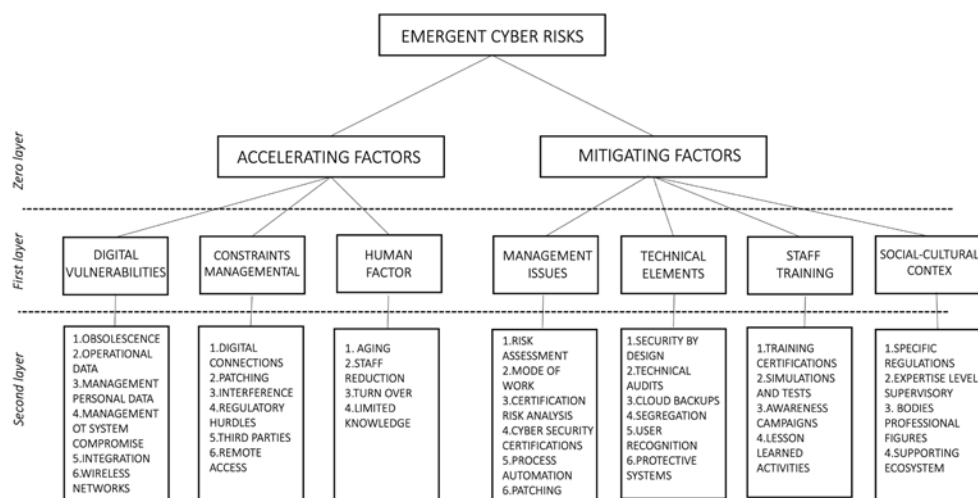 EMERGENT CYBER RISKS
Zero layer
ACCELERATING FACTORS
MITIGATING FACTORS
First layer
DIGITAL
VULNERABILITIES
CONSTRAINTS
MANAGEMENTAL
HUMAN
FACTOR
MANAGEMENT
ISSUES
TECHNICAL
ELEMENTS
STAFF
TRAINING
SOCIAL-CULTURAL
CONTEX
Second layer
1.OBSOLESCENCE
2.OPERATIONAL
DATA
3.MANAGEMENT
PERSONAL DATA
4.MANAGEMENT
OT SYSTEM
COMPROMISE
5.INTEGRATION
6.WIRELESS
NETWORKS
1.DIGITAL
CONNECTIONS
2.PATCHING
3.INTERFERENCE
4.REGULATORY
HURDLES
5.THIRD PARTIES
6.REMOTE
ACCESS
1. AGING
2.STAFF
REDUCTION
3.TURN OVER
4.LIMITED
KNOWLEDGE
1.RISK
ASSESSMENT
2.MODE OF
WORK
3.CERTIFICATION
RISK ANALYSIS
4.CYBER SECURITY
CERTIFICATIONS
5.PROCESS
AUTOMATION
6.PATCHING
1.SECURITY BY
DESIGN
2.TECHNICAL
AUDITS
3.CLOUD BACKUPS
4.SEGREGATION
5.USER
RECOGNITION
6.PROTECTIVE
SYSTEMS
1.TRAINING
CERTIFICATIONS
2.SIMULATIONS
AND TESTS
3.AWARENESS
CAMPAIGNS
4.LESSON
LEARNED
ACTIVITIES
1.SPECIFIC
REGULATIONS
2.EXPERTISE LEVEL
SUPERVISORY
3. BODIES
PROFESSIONAL
FIGURES
4.SUPPORTING
ECOSYSTEM